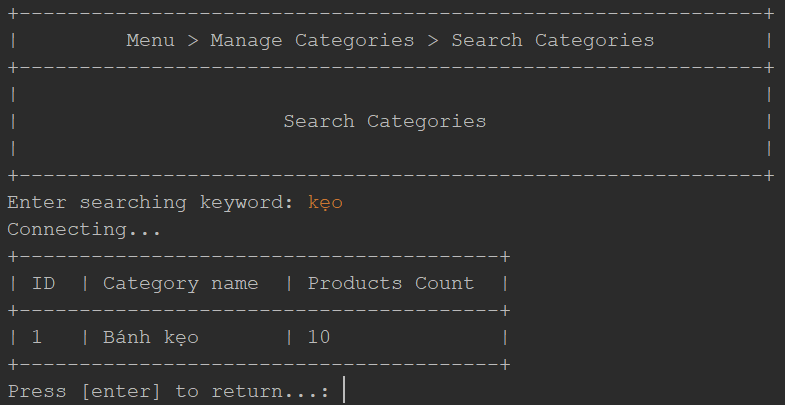 +--------------------------------------------------------------+
|         Menu > Manage Categories > Search Categories         |
+--------------------------------------------------------------+
|                                                              |
|                      Search Categories                       |
|                                                              |
+--------------------------------------------------------------+
Enter searching keyword: kẹo
Connecting...
+----------------------------------------+
| ID  | Category name  | Products Count  |
+----------------------------------------+
| 1   | Bánh kẹo       | 10              |
+----------------------------------------+
Press [enter] to return...: